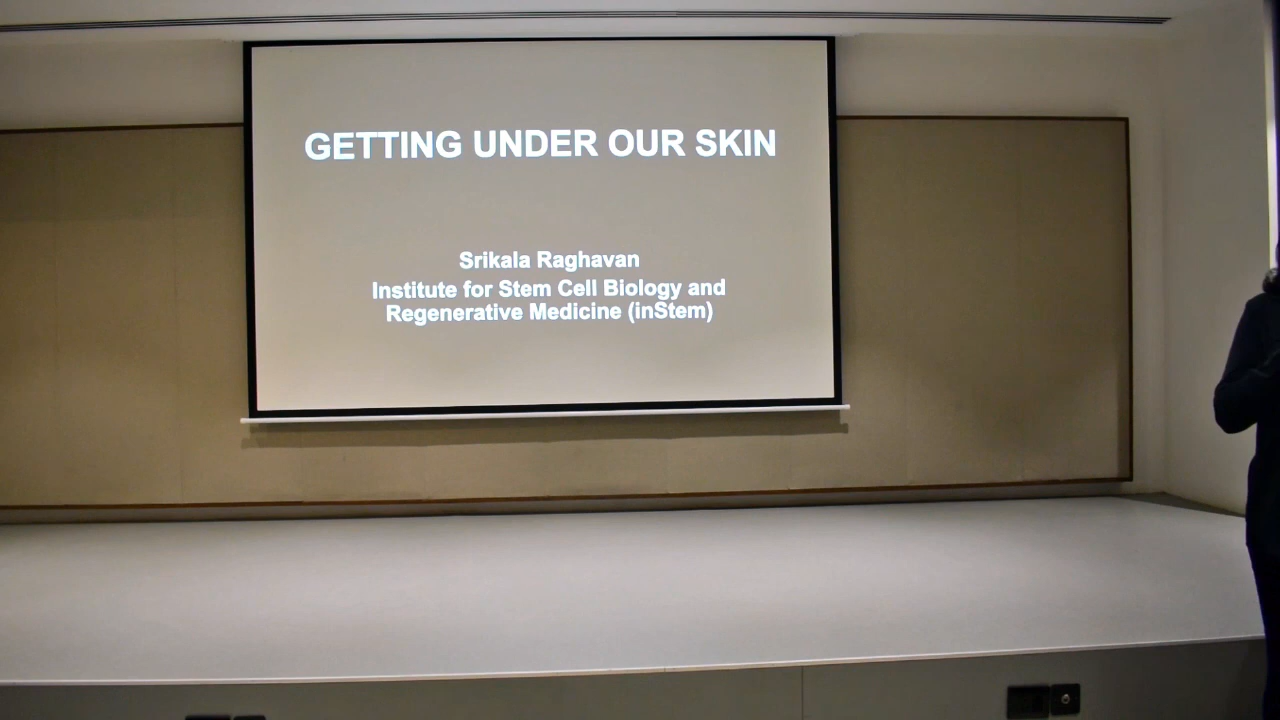 GETTING UNDER OUR SKIN
Srikala Raghavan
Institute for Stem Cell Biology and
Regenerative Medicine (inStem)